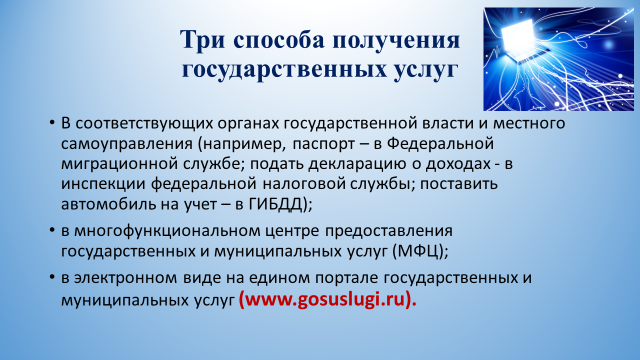 Три способа получения
государственных услуг
• В соответствующих органах государственной власти и местного
самоуправления (например, паспорт – в Федеральной
миграционной службе; подать декларацию о доходах - в
инспекции федеральной налоговой службы; поставить
автомобиль на учет – в ГИБДД);
• в многофункциональном центре предоставления
государственных и муниципальных услуг (МФЦ);
• в электронном виде на едином портале государственных и
муниципальных услуг (www.gosuslugi.ru).